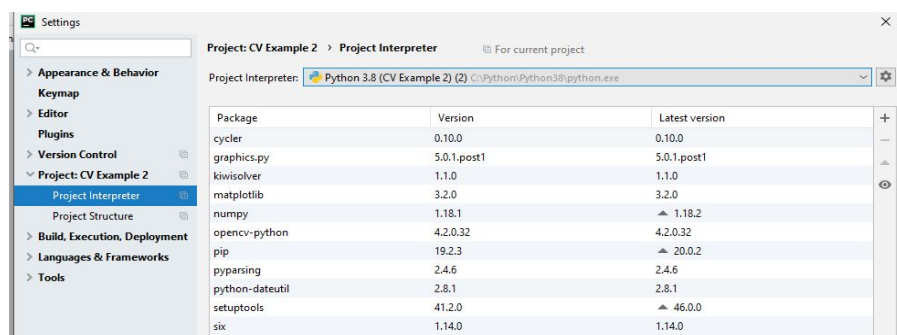 PC Settings
Project: CV Example 2 > Project Interpreter For current project
Appearance & Behavior
Keymap
Editor
Plugins
Version Control
Project: CV Example 2
Project Interpreter
Project Structure
Build, Execution, Deployment
Languages & Frameworks
Tools
Project Interpreter: Python 3.8 (CV Example 2) (2) C:\Python\Python38\python.exe
Package Version Latest version
cycler 0.10.0 0.10.0
graphics.py 5.0.1.post1 5.0.1.post1
kiwisolver 1.1.0 1.1.0
matplotlib 3.2.0 3.2.0
numpy 1.18.1 1.18.2
opencv-python 4.2.0.32 4.2.0.32
pip 19.2.3 20.0.2
pyparsing 2.4.6 2.4.6
python-dateutil 2.8.1 2.8.1
setuptools 41.2.0 46.0.0
six 1.14.0 1.14.0